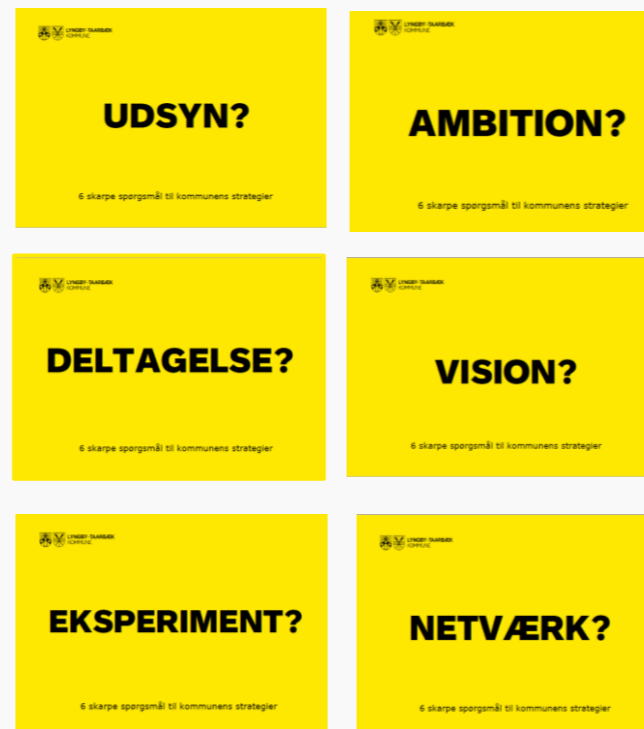 LYNGBY-TAARBÆK
KOMMUNE
UDSYN?
6 skarpe spørgsmål til kommunens strategier
LYNGBY-TAARBÆK
KOMMUNE
AMBITION?
6 skarpe spørgsmål til kommunens strategier
LYNGBY-TAARBÆK
KOMMUNE
DELTAGELSE?
6 skarpe spørgsmål til kommunens strategier
LYNGBY-TAARBÆK
KOMMUNE
VISION?
6 skarpe spørgsmål til kommunens strategier
LYNGBY-TAARBÆK
KOMMUNE
EKSPERIMENT?
6 skarpe spørgsmål til kommunens strategier
LYNGBY-TAARBÆK
KOMMUNE
NETVÆRK?
6 skarpe spørgsmål til kommunens strategier